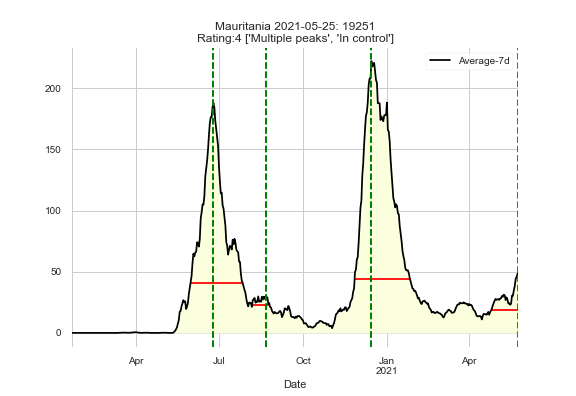 Mauritania 2021-05-25: 19251
Rating:4 ['Multiple peaks', 'In control']
Average-7d
200
150
100
50
0
Apr
Jul
Oct
Jan
2021
Apr
Date